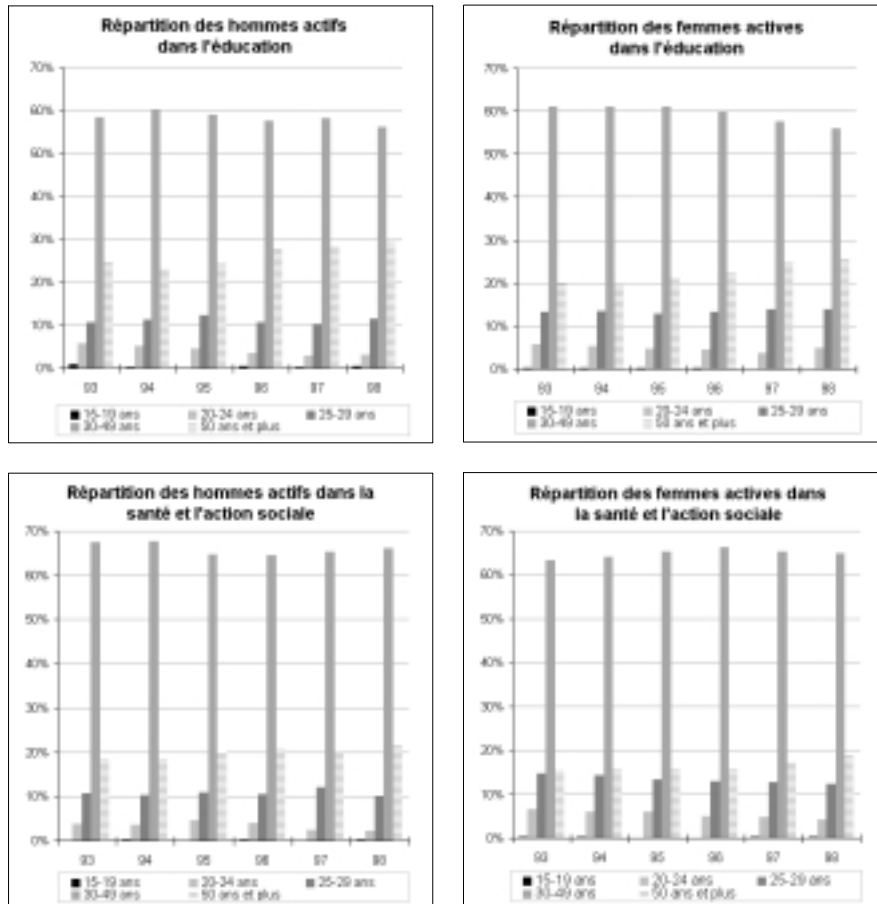 Répartition des hommes actifs
dans l'éducation
70%
60%
50%
40%
30%
20%
10%
0%
93 94 95 96 97 98
15-19 ans 20-24 ans 25-29 ans
30-49 ans 50 ans et plus
Répartition des femmes actives
dans l'éducation
70%
60%
50%
40%
30%
20%
10%
0%
93 94 95 96 97 98
15-19 ans 20-24 ans 25-29 ans
30-49 ans 50 ans et plus
Répartition des hommes actifs dans la
santé et l'action sociale
70%
60%
50%
40%
30%
20%
10%
0%
93 94 95 96 97 98
15-19 ans 20-24 ans 25-29 ans
30-49 ans 50 ans et plus
Répartition des femmes actives dans
la santé et l'action sociale
70%
60%
50%
40%
30%
20%
10%
0%
93 94 95 96 97 98
15-19 ans 20-24 ans 25-29 ans
30-49 ans 50 ans et plus